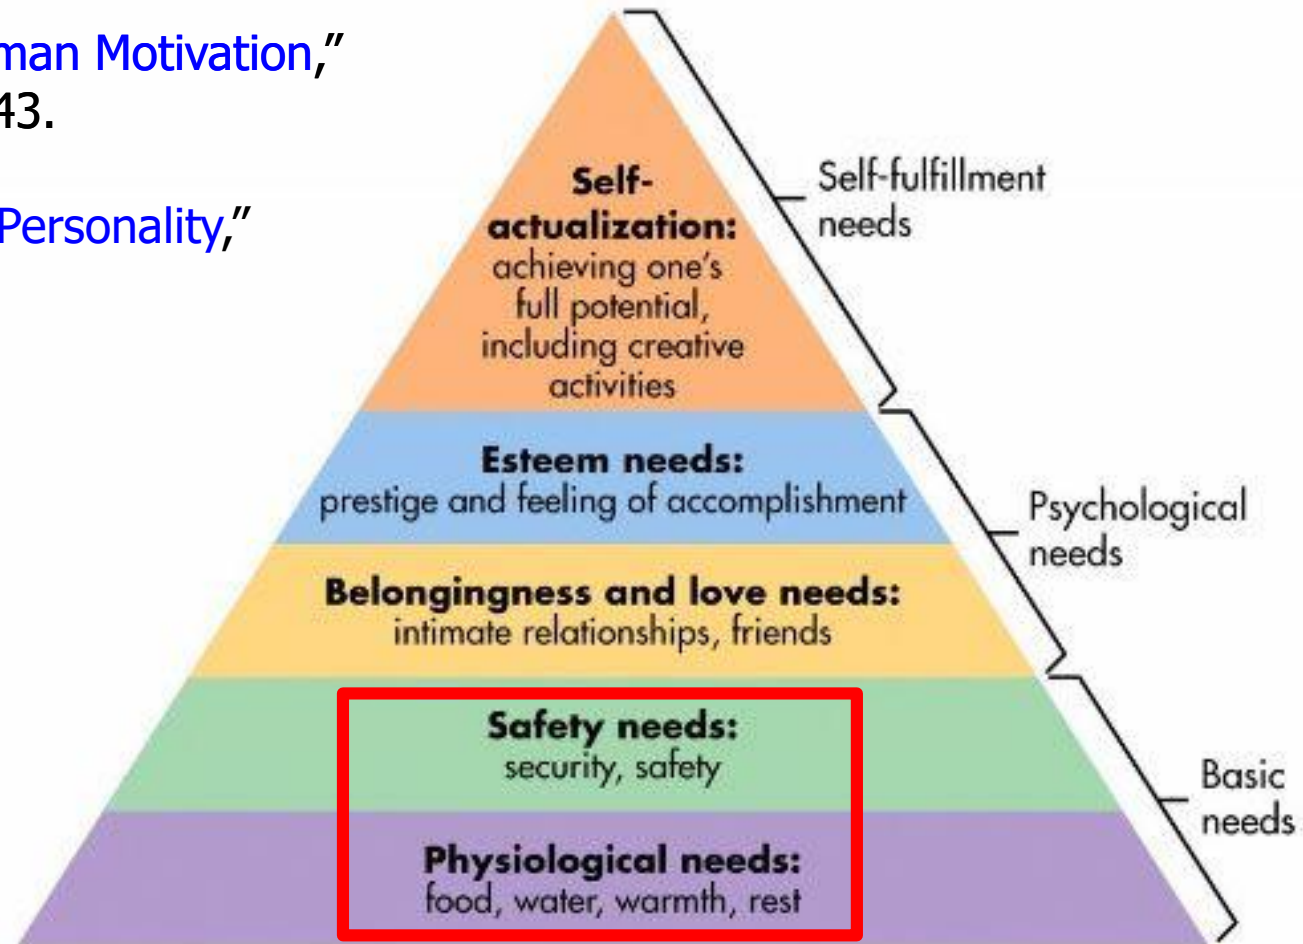 man Motivation,”
43.
Personality,”
Self-
actualization:
achieving one’s
full potential,
including creative
activities
Self-fulfillment
needs
Esteem needs:
prestige and feeling of accomplishment
Psychological
needs
Belongingness and love needs:
intimate relationships, friends
Safety needs:
security, safety
Basic
needs
Physiological needs:
food, water, warmth, rest